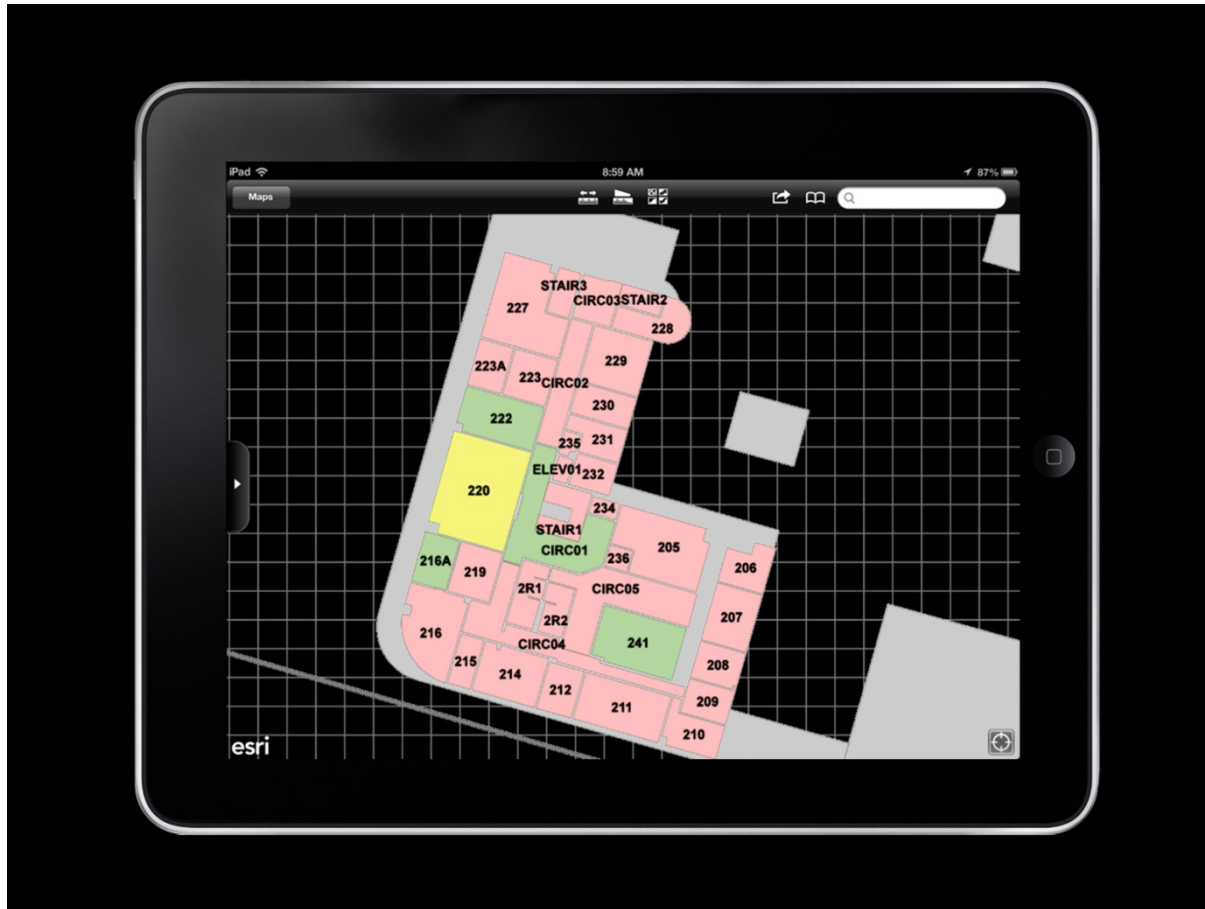 iPad 8:59 AM 87%
Maps
STAIR3
CIRC03 STAIR2
227
228
229
223A
223 CIRC02
230
222
235 231
ELEV01 232
220
234
STAIR1
CIRC01 205
236
216A
219
206
2R1 CIRC05
207
2R2
216
CIRC04 241
215
208
214
212
209
211
210
esri